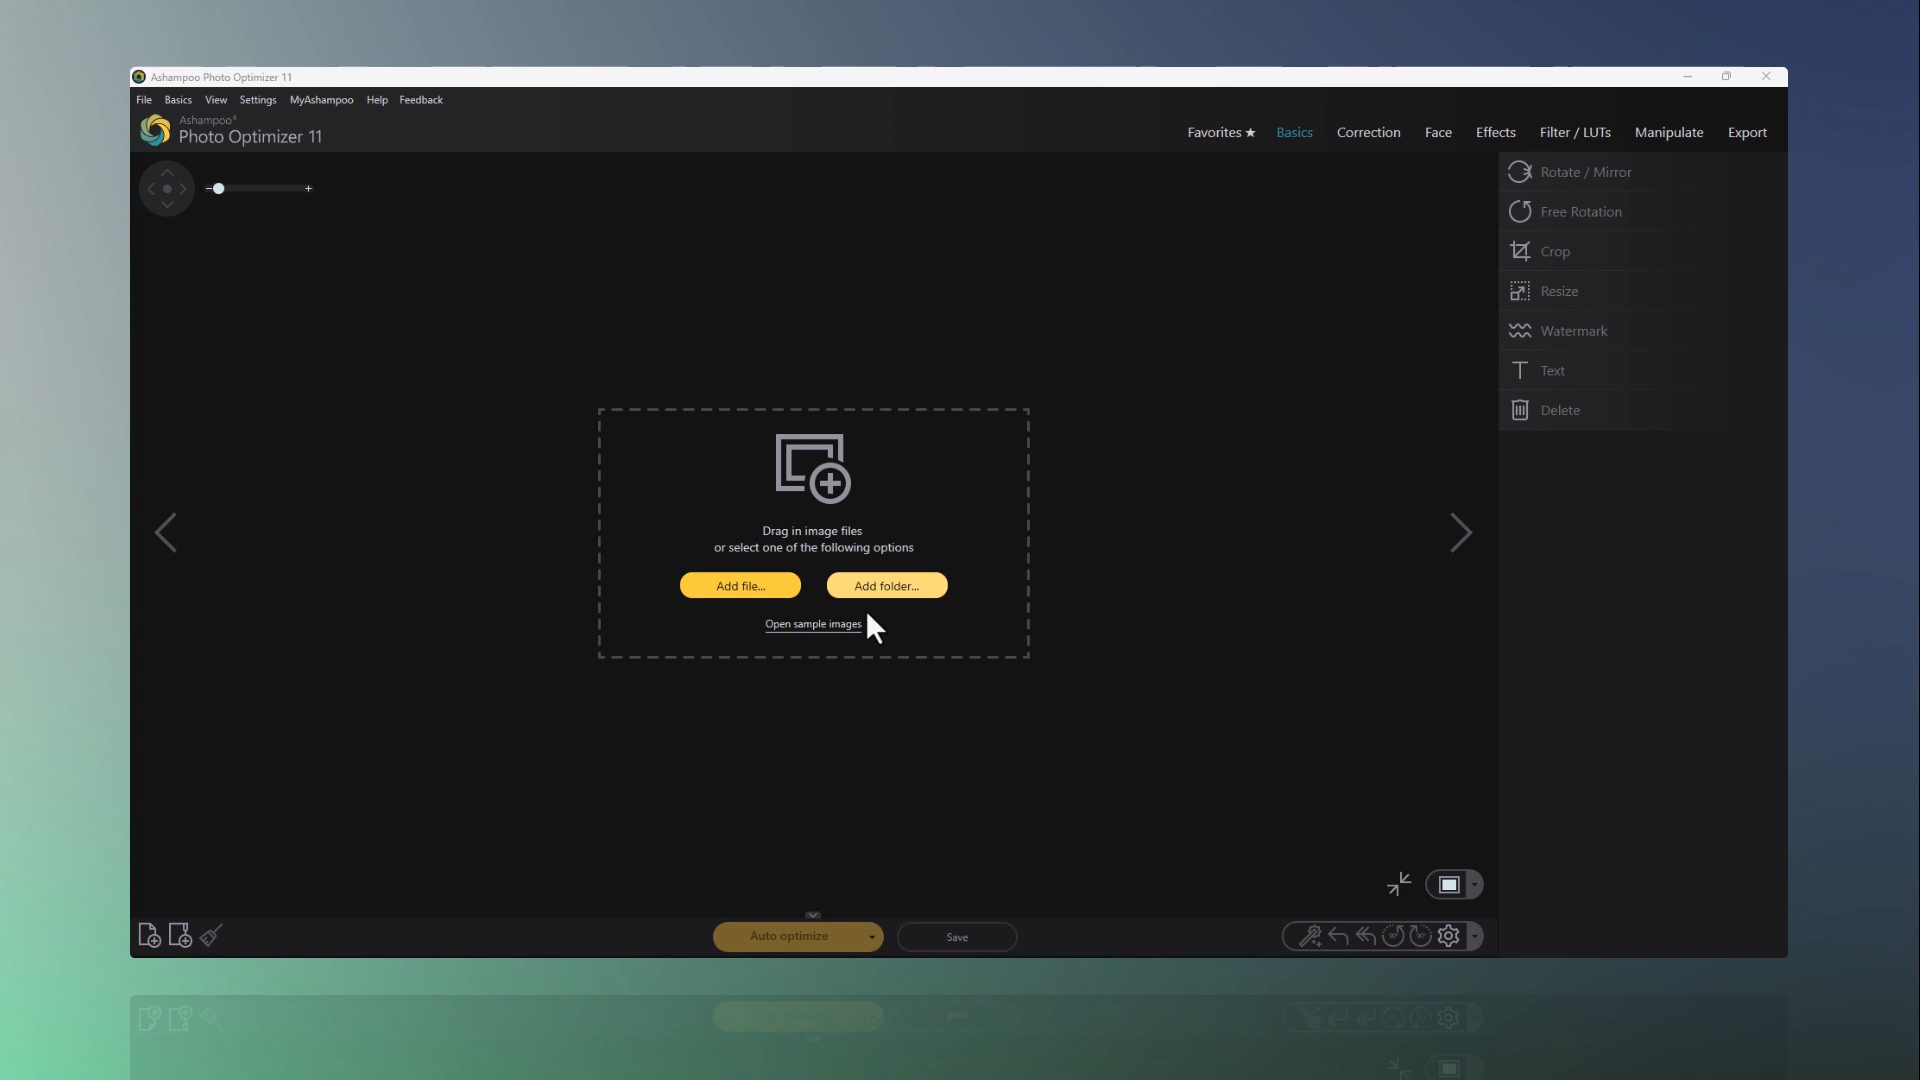 Ashampoo Photo Optimizer 11
File Basics View Settings MyAshampoo Help Feedback
Ashampoo®
Photo Optimizer 11
Favorites ★ Basics Correction Face Effects Filter / LUTs Manipulate Export
Rotate / Mirror
Free Rotation
Crop
Resize
Watermark
Text
Delete
Drag in image files
or select one of the following options
Add file...
Add folder...
Open sample images
Auto optimize
Save